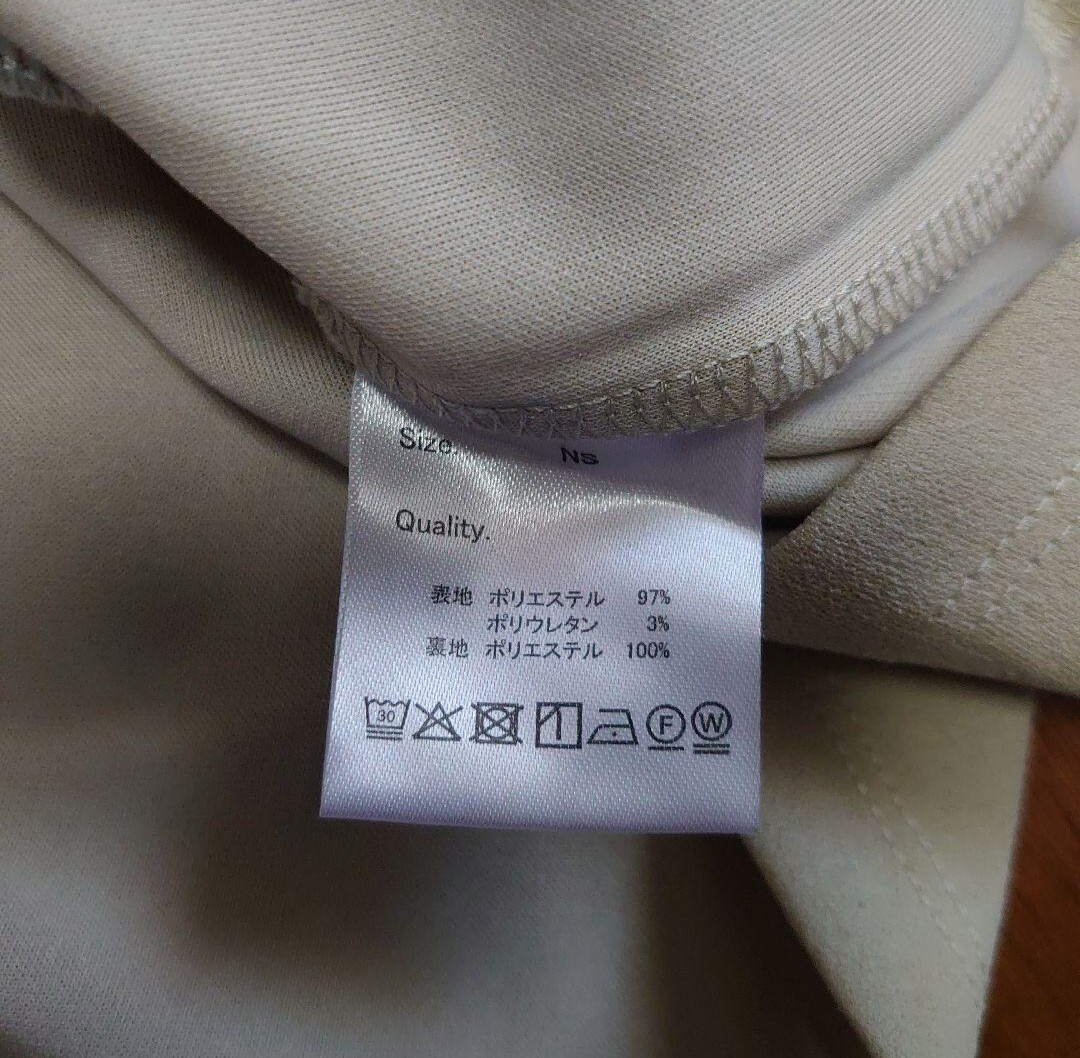 Size. NS
Quality.
表地 ポリエステル 97%
ポリウレタン 3%
裏地 ポリエステル 100%
30 F W